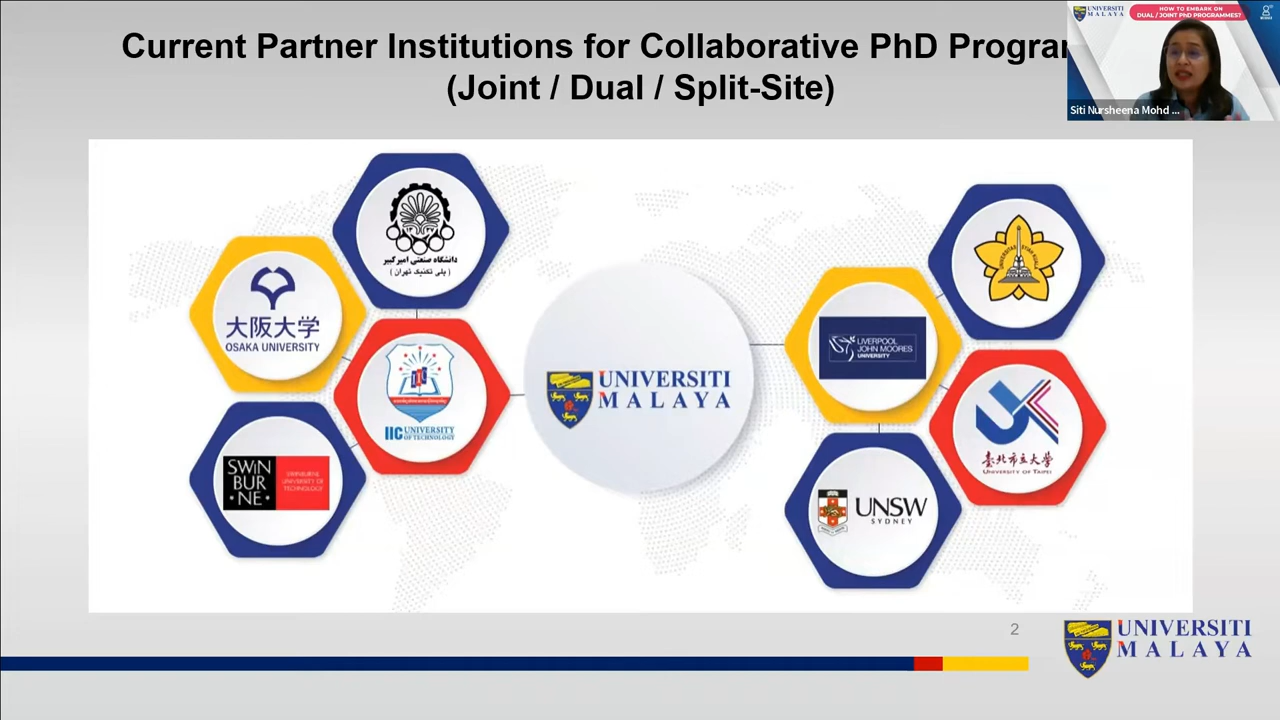 Current Partner Institutions for Collaborative PhD Progra
(Joint / Dual / Split-Site)
UNIVERSITI
MALAYA
HOW TO EMBARK ON
DUAL / JOINT PhD PROGRAMMES?
Siti Nursheena Mohd ...
دانشگاه صنعتی امیرکبیر
( پلی تکنیک تهران )
大阪大学
OSAKA UNIVERSITY
IIC UNIVERSITY
OF TECHNOLOGY
SWIN
BUR
NE
SWINBURNE
UNIVERSITY OF
TECHNOLOGY
UNIVERSITI
MALAYA
LIVERPOOL
JOHN MOORES
UNIVERSITY
UNIVERSITAS SYIAH KUALA
臺北市立大學
UNIVERSITY OF TAIPEI
UNSW
SYDNEY
2
UNIVERSITI
MALAYA